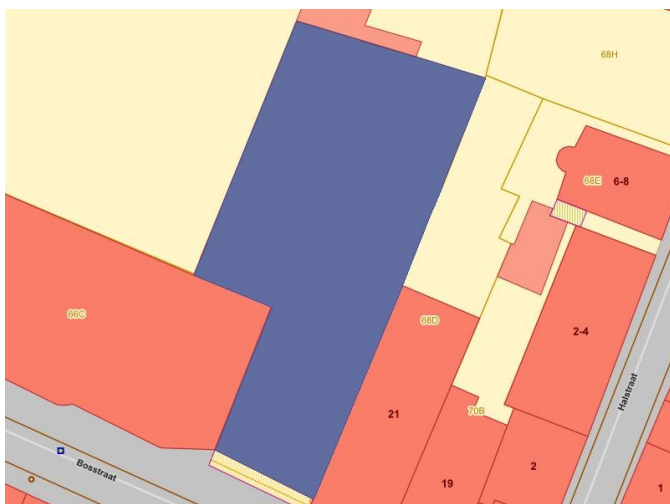 68H
68E
6-8
66C
68D
2-4
Halstraat
21
70B
Bosstraat
19
2
1